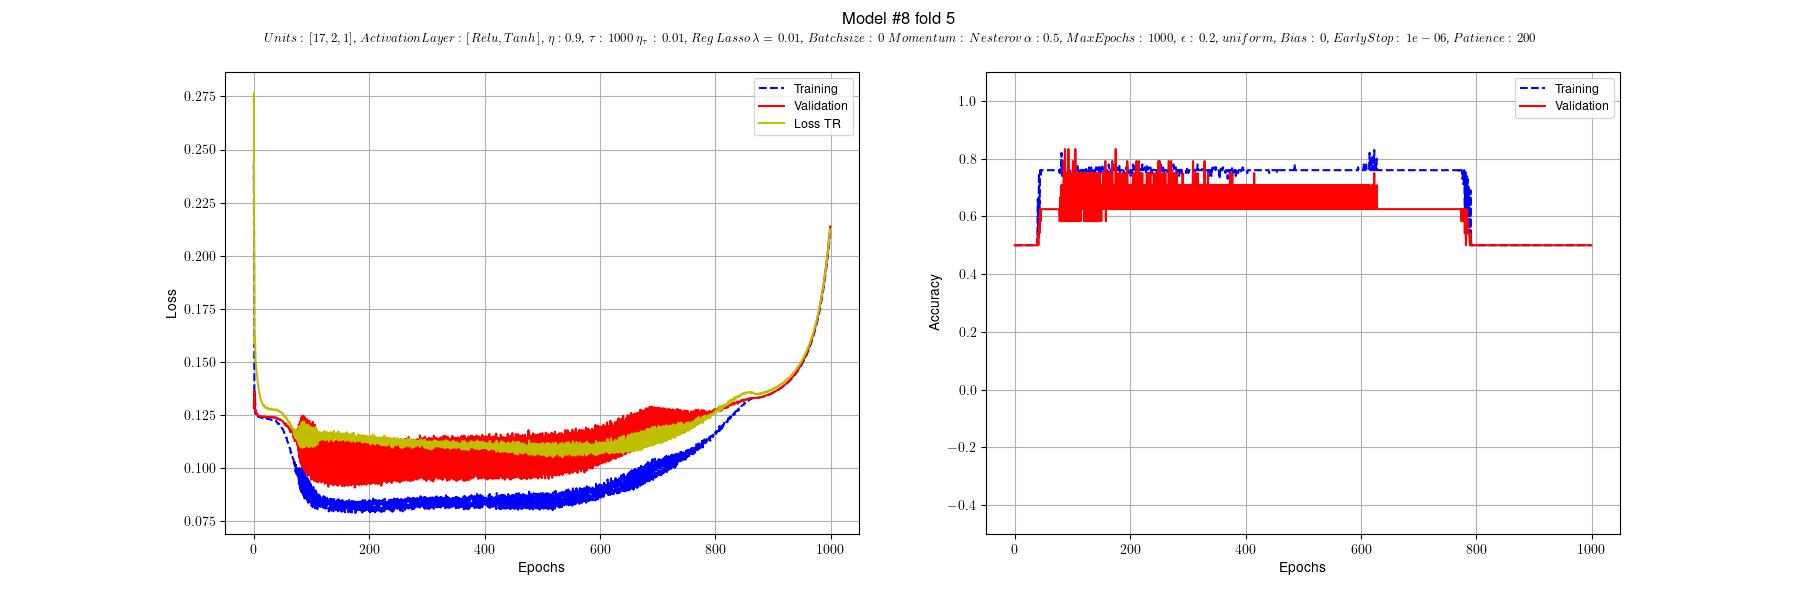 Model #8 fold 5
Units : [17, 2, 1], ActivationLayer : [Relu, Tanh], η : 0.9, τ : 1000 ητ : 0.01, Reg Lasso λ = 0.01, Batchsize : 0 Momentum : Nesterov α : 0.5, MaxEpochs : 1000, ϵ : 0.2, uniform, Bias : 0, EarlyStop : 1e − 06, Patience : 200
Loss
0.275
0.250
0.225
0.200
0.175
0.150
0.125
0.100
0.075
0 200 400 600 800 1000
Epochs
Training
Validation
Loss TR
Accuracy
1.0
0.8
0.6
0.4
0.2
0.0
−0.2
−0.4
0 200 400 600 800 1000
Epochs
Training
Validation